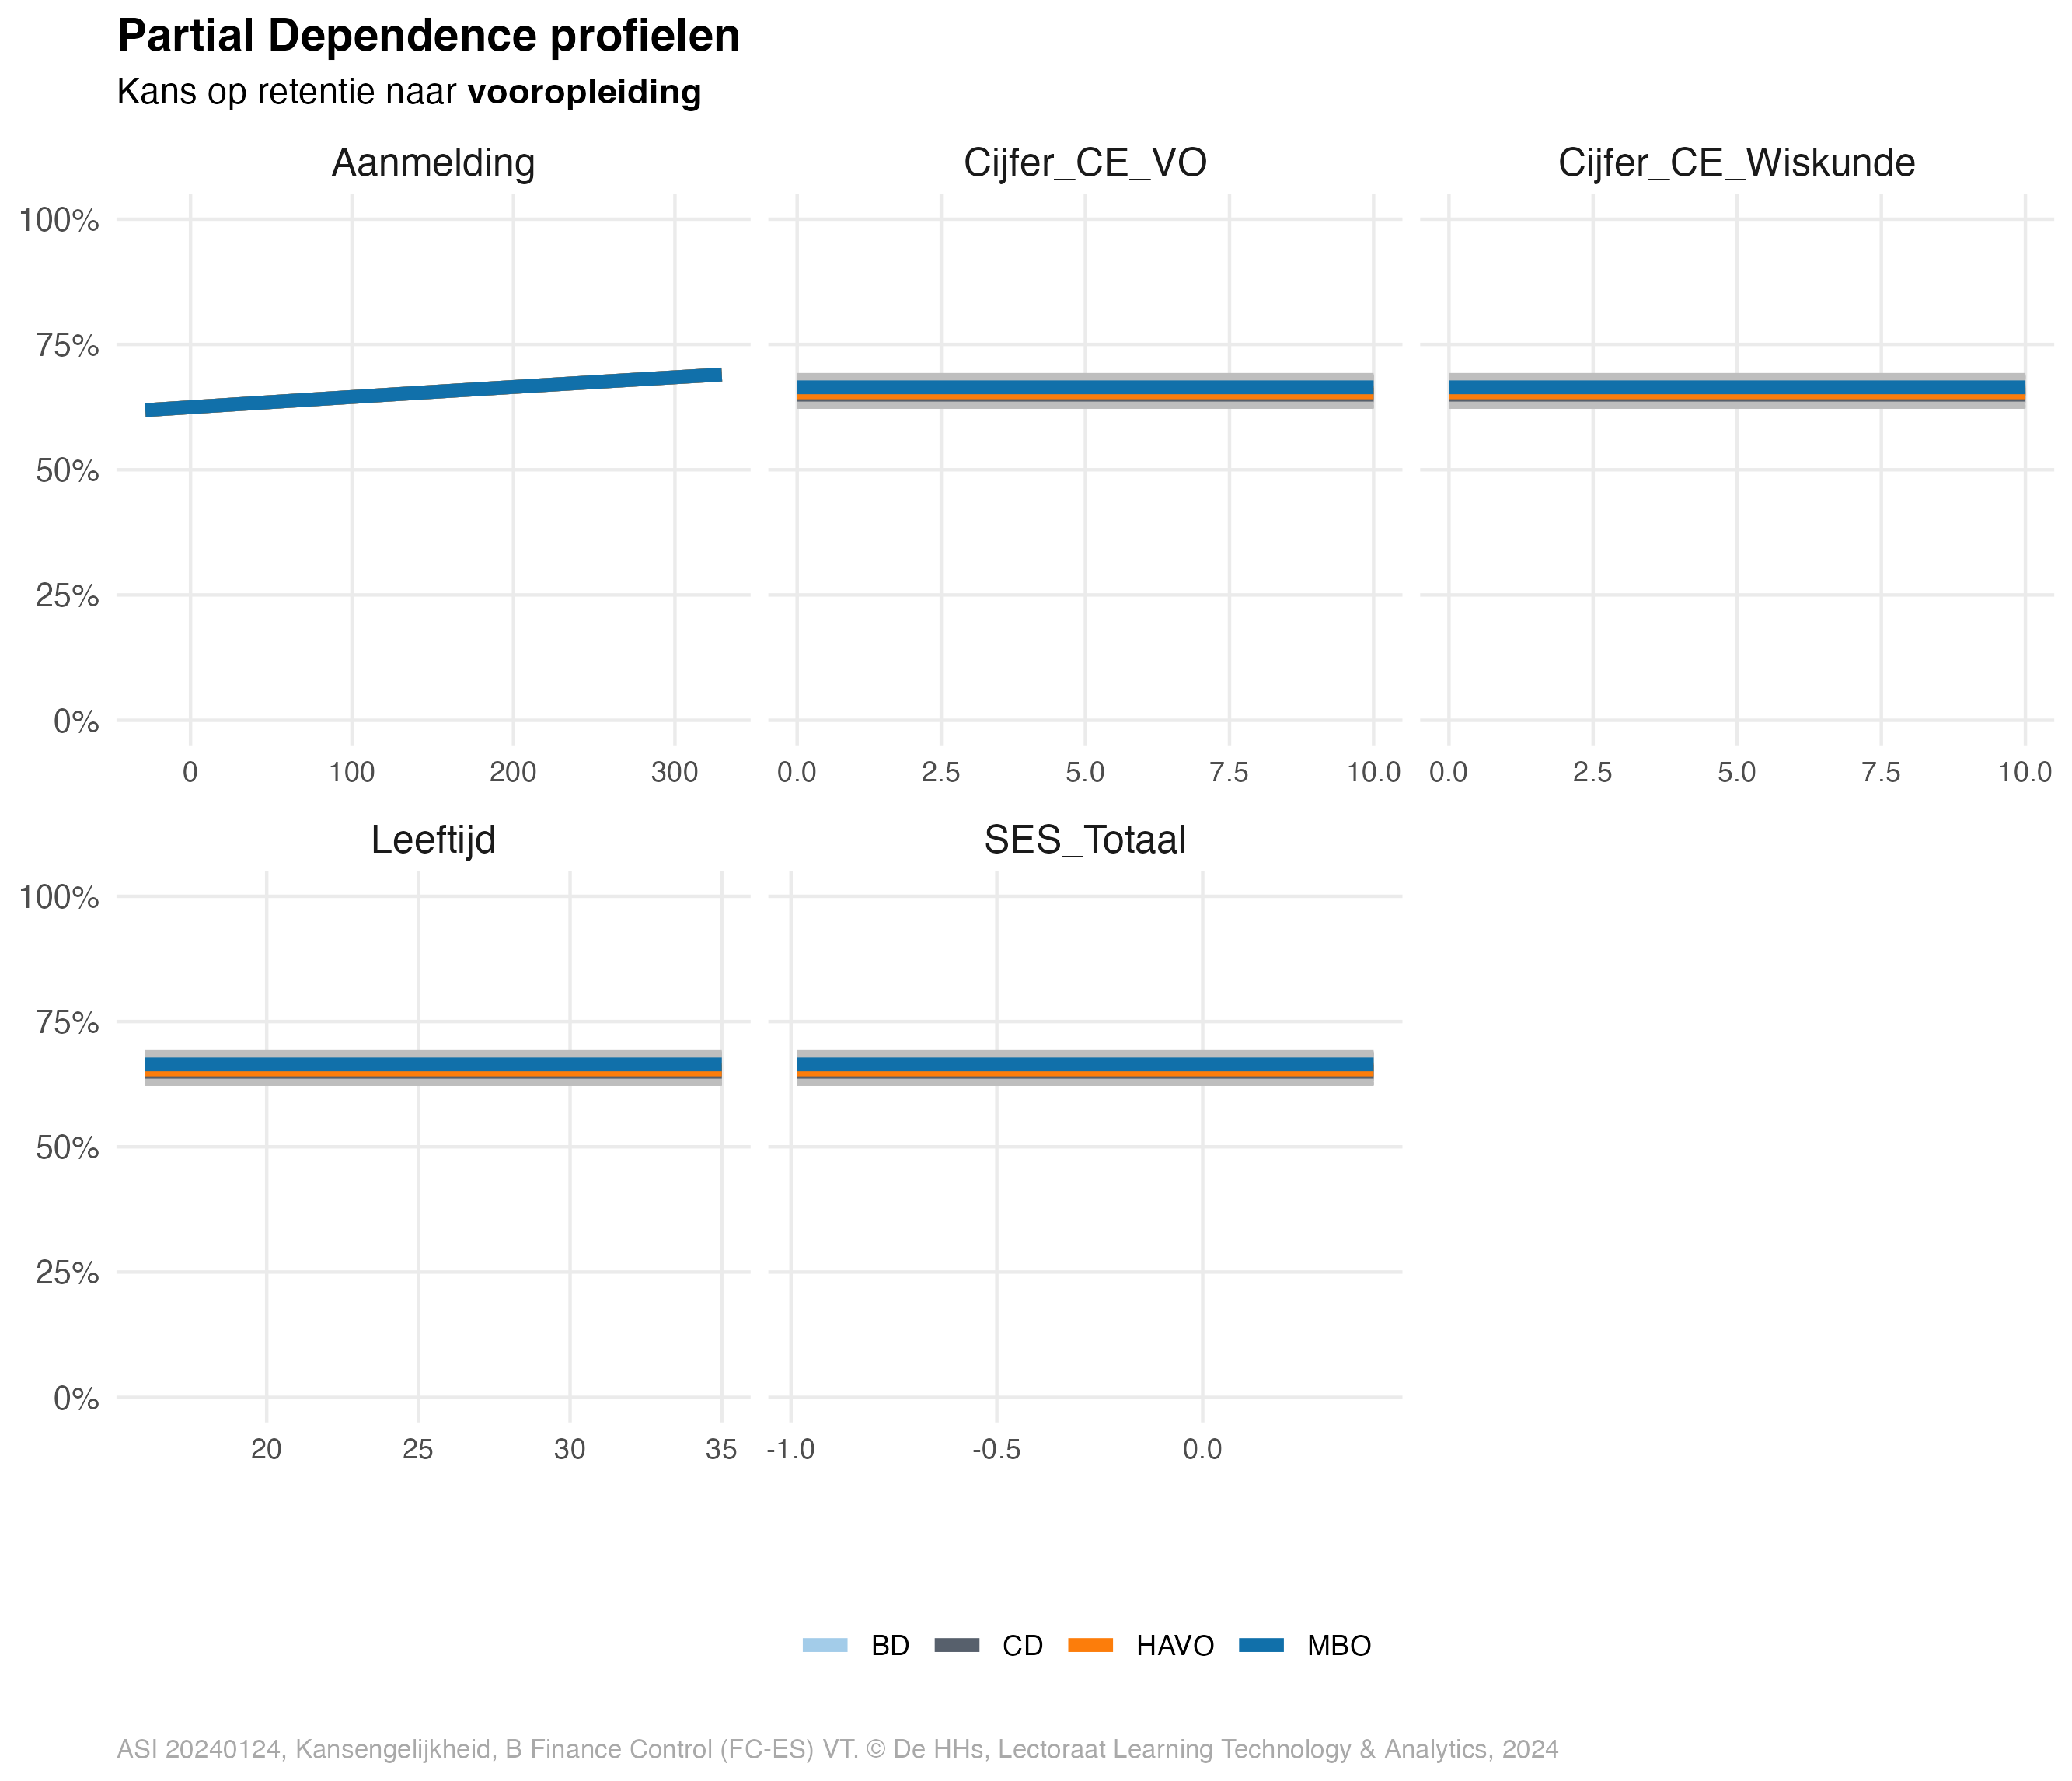 Partial Dependence profielen
Kans op retentie naar vooropleiding
Aanmelding
Cijfer_CE_VO
Cijfer_CE_Wiskunde
100%
75%
50%
25%
0%
0 100 200 300
0.0 2.5 5.0 7.5 10.0
0.0 2.5 5.0 7.5 10.0
Leeftijd
SES_Totaal
100%
75%
50%
25%
0%
20 25 30 35
-1.0 -0.5 0.0
BD CD HAVO MBO
ASI 20240124, Kansengelijkheid, B Finance Control (FC-ES) VT. © De HHs, Lectoraat Learning Technology & Analytics, 2024